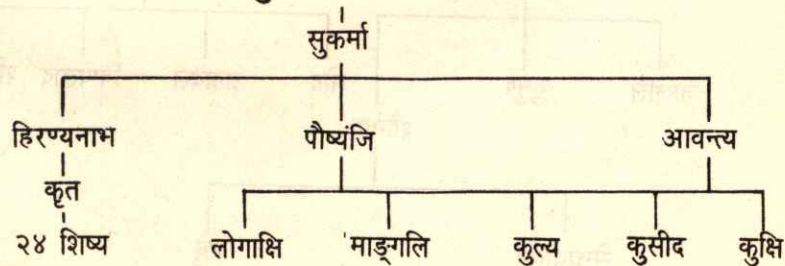 सुकर्मा
हिरण्यनाभ पौष्यंजि आवन्त्य
कृत
२४ शिष्य लोगाक्षि माङ्गलि कुल्य कुसीद कुक्षि